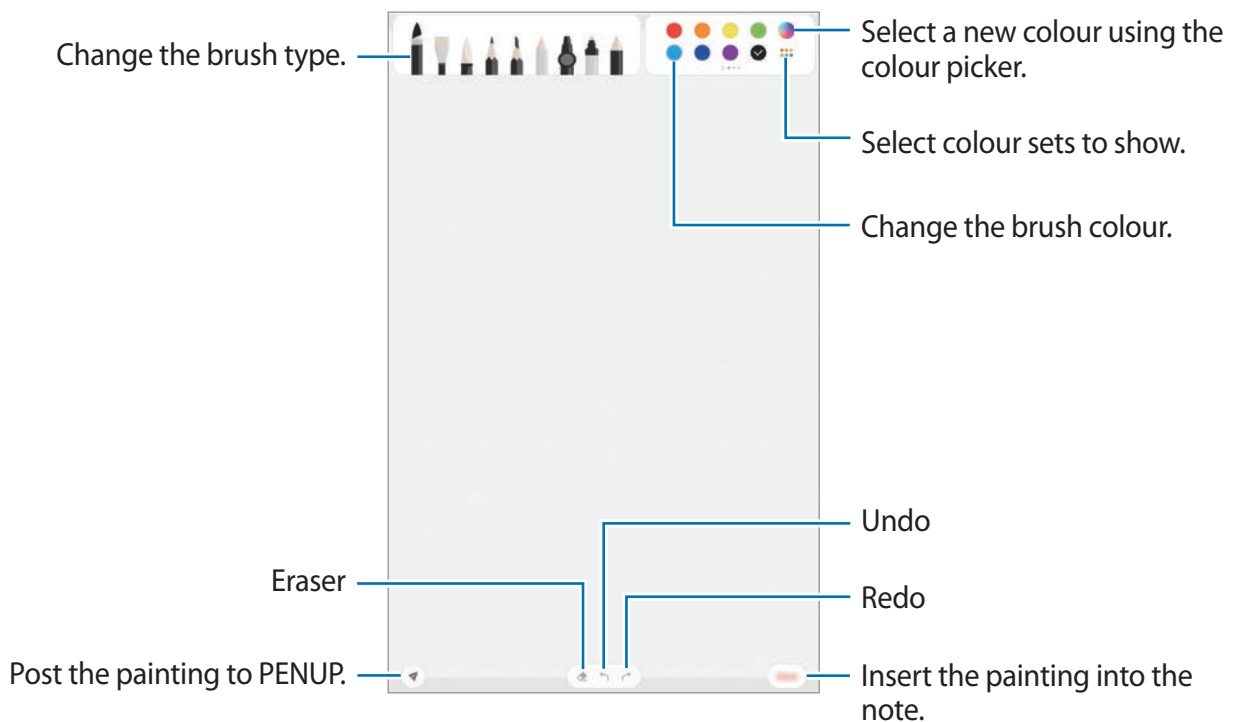 Change the brush type.
Select a new colour using the
colour picker.
Select colour sets to show.
Change the brush colour.
Undo
Eraser
Redo
Post the painting to PENUP.
Insert the painting into the
note.